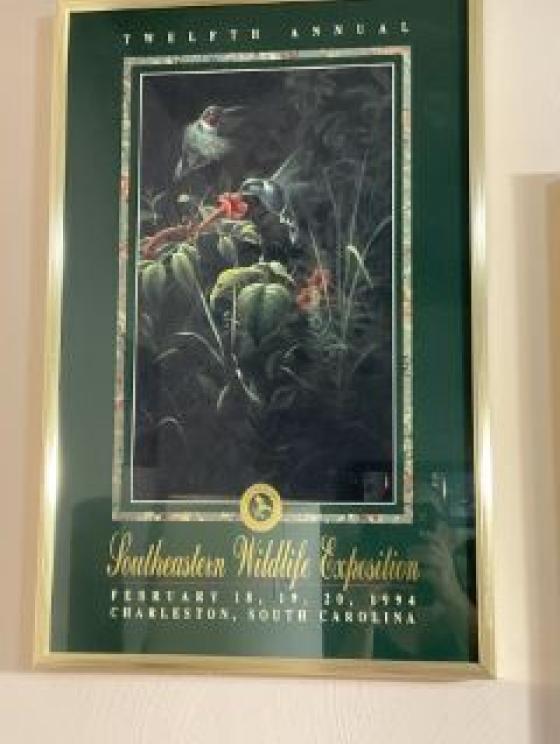 TWELFTH ANNUAL
Southeastern Wildlife Exposition
FEBRUARY 18, 19, 20, 1994
CHARLESTON, SOUTH CAROLINA